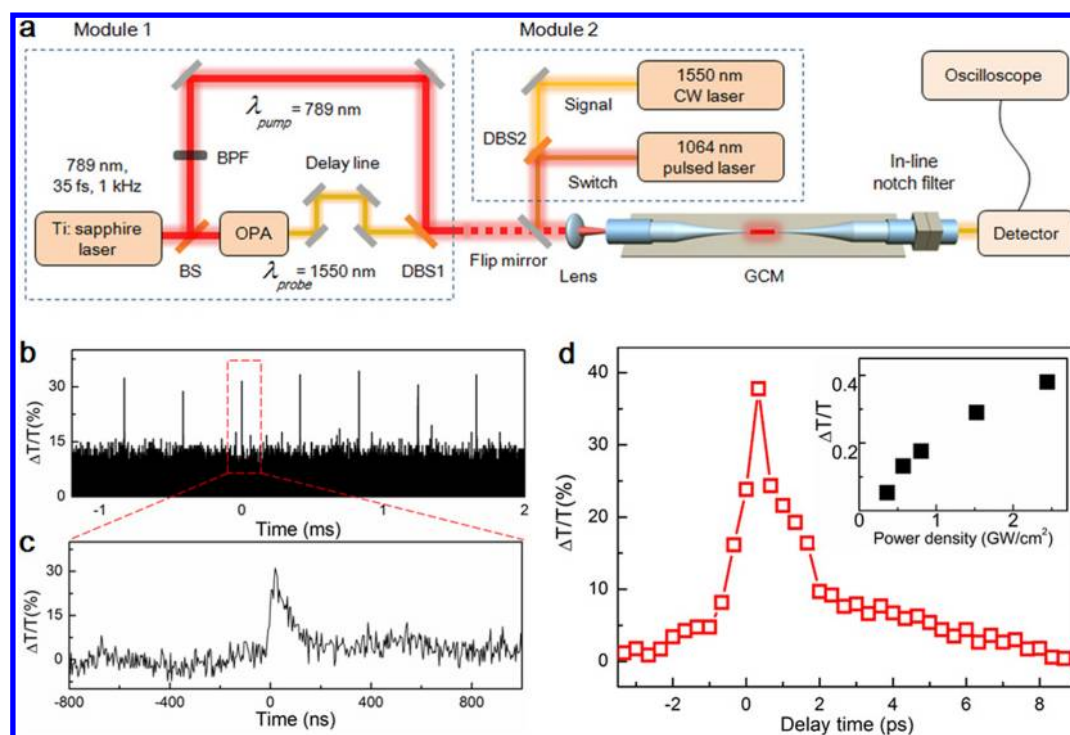 a
Module 1
Module 2
λpump = 789 nm
BPF
789 nm,
35 fs, 1 kHz
Ti: sapphire
laser
BS
OPA
Delay line
λprobe = 1550 nm
DBS1
Signal
1550 nm
CW laser
DBS2
1064 nm
pulsed laser
Switch
Flip mirror
Lens
GCM
In-line
notch filter
Oscilloscope
Detector
b
ΔT/T(%)
30
15
0
-1 0 1 2
Time (ms)
c
ΔT/T(%)
30
15
0
-800 -400 0 400 800
Time (ns)
d
ΔT/T(%)
40
30
20
10
0
-2 0 2 4 6 8
Delay time (ps)
ΔT/T
0.4
0.2
1 2
Power density (GW/cm²)